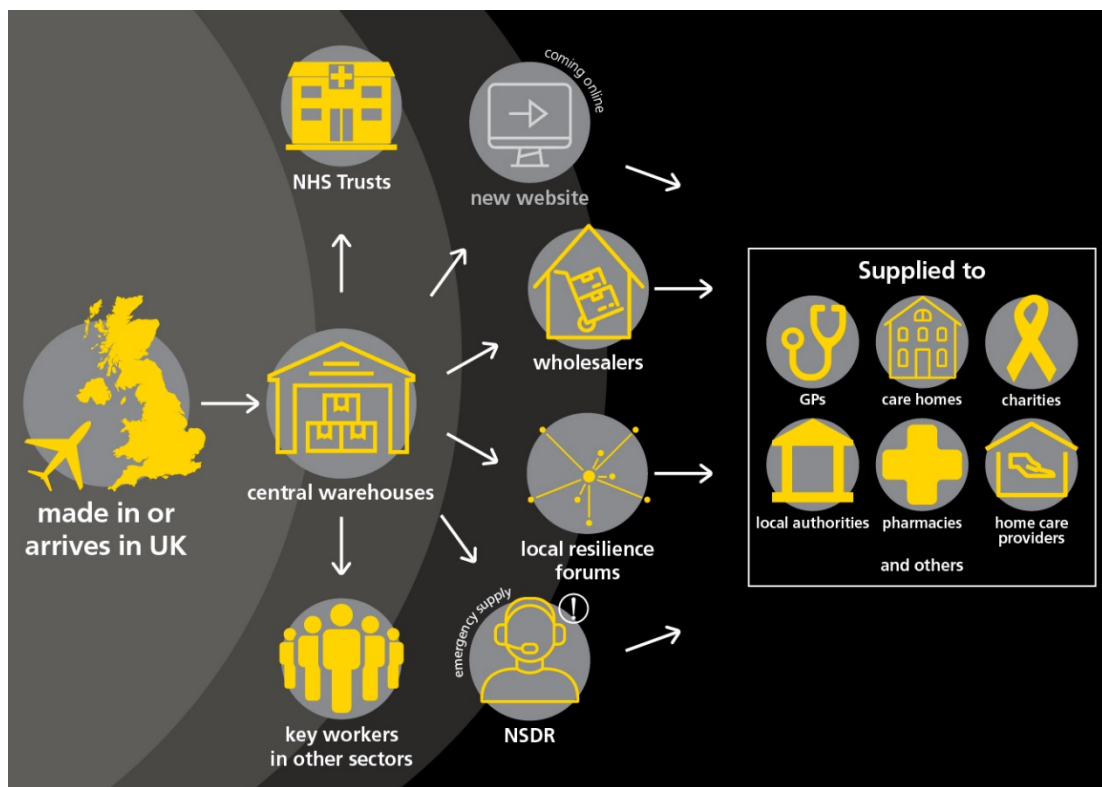 NHS Trusts
coming online
new website
wholesalers
made in or
arrives in UK
central warehouses
local resilience
forums
key workers
in other sectors
emergency supply
!
NSDR
Supplied to
GPs
care homes
charities
local authorities
pharmacies
home care
providers
and others